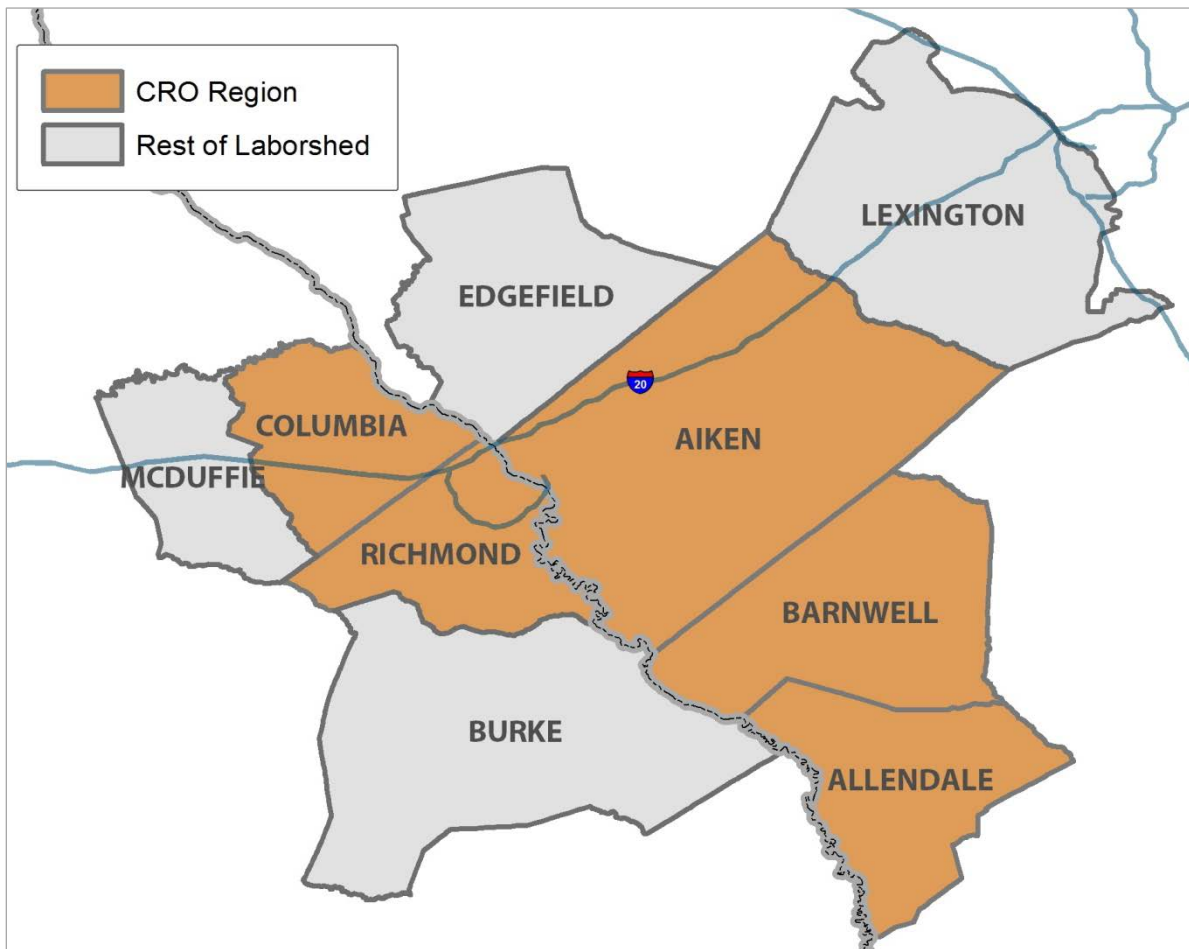 CRO Region
Rest of Laborshed
LEXINGTON
EDGEFIELD
20
COLUMBIA
AIKEN
MCDUFFIE
RICHMOND
BARNWELL
BURKE
ALLENDALE